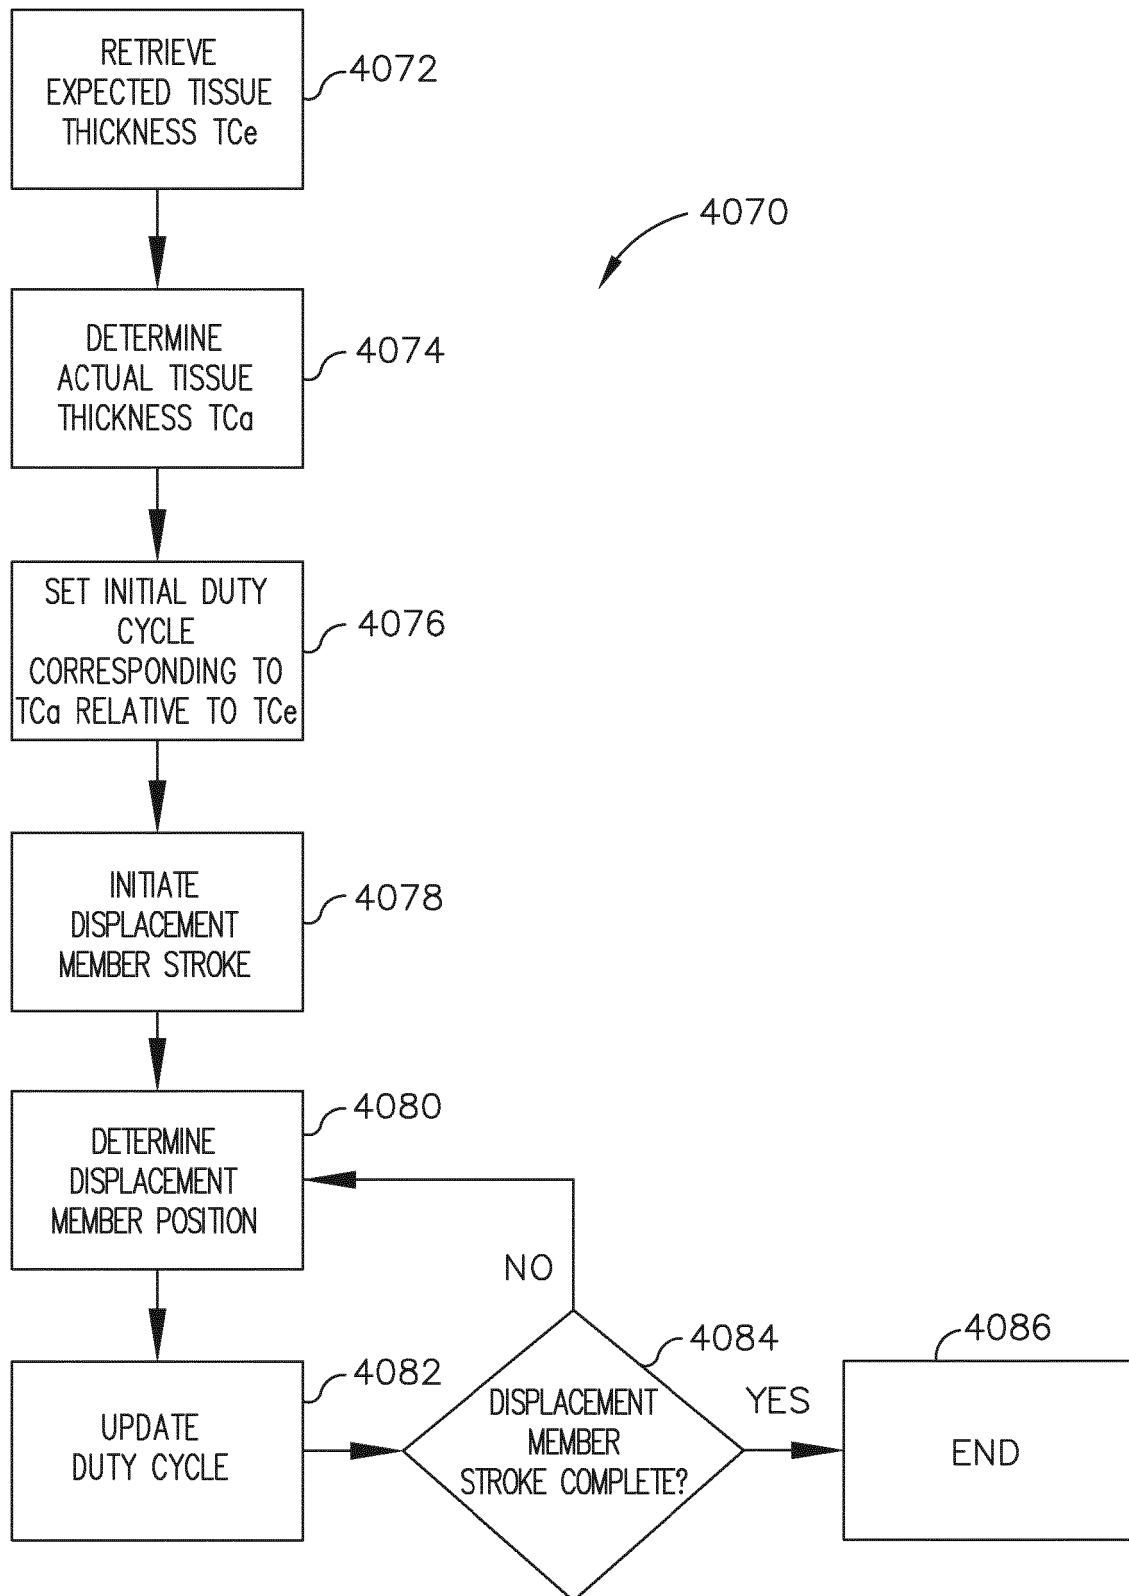 RETRIEVE
EXPECTED TISSUE
THICKNESS TCe
4072
4070
DETERMINE
ACTUAL TISSUE
THICKNESS TCa
4074
SET INITIAL DUTY
CYCLE
CORRESPONDING TO
TCa RELATIVE TO TCe
4076
INITIATE
DISPLACEMENT
MEMBER STROKE
4078
DETERMINE
DISPLACEMENT
MEMBER POSITION
4080
NO
UPDATE
DUTY CYCLE
4082
DISPLACEMENT
MEMBER
STROKE COMPLETE?
4084
YES
END
4086